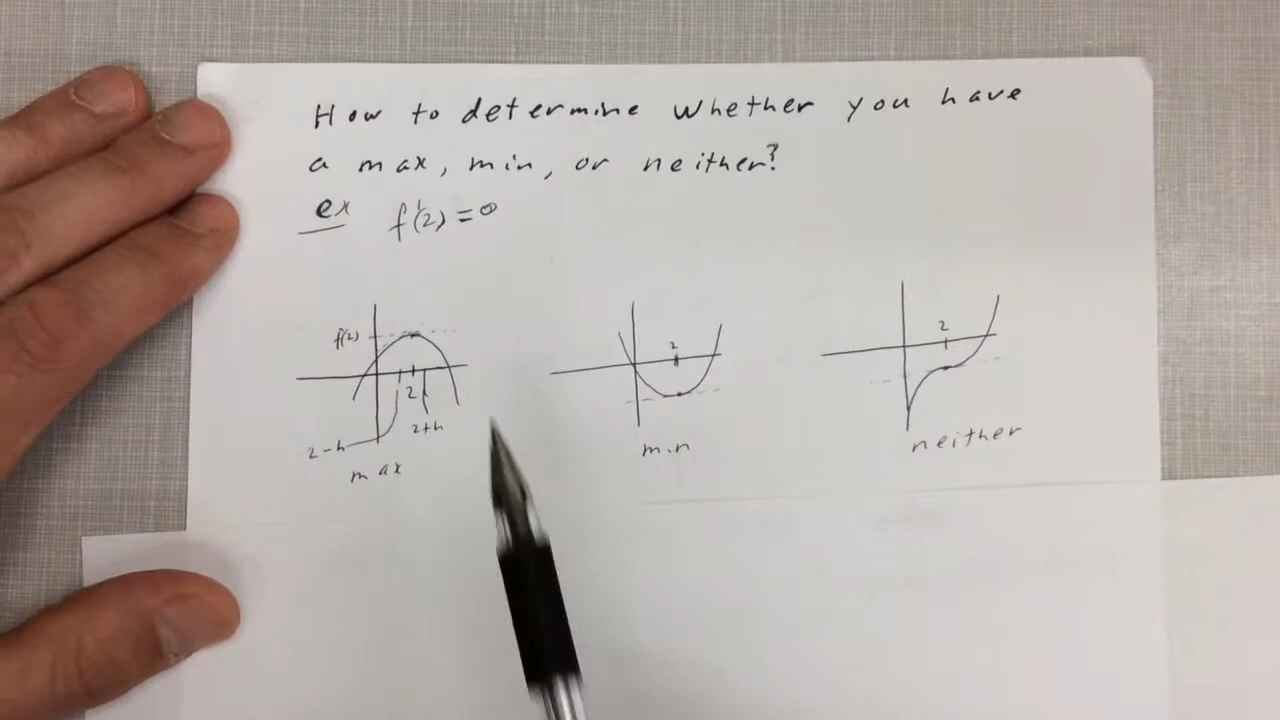 How to determine whether you have
a max, min, or neither?
ex f'(2) = 0
f(2)
2
2-h
2+h
max
2
min
2
neither